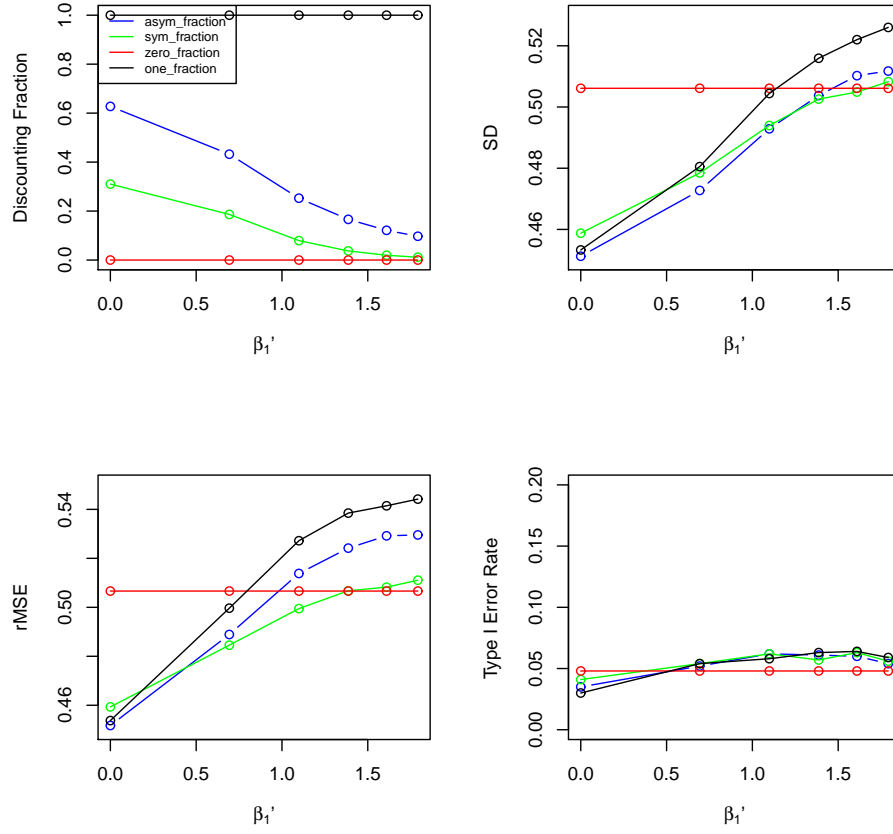 Discounting Fraction
0.0 0.2 0.4 0.6 0.8 1.0
asym_fraction
sym_fraction
zero_fraction
one_fraction
0.0 0.5 1.0 1.5
β1'
SD
0.46 0.48 0.50 0.52
0.0 0.5 1.0 1.5
β1'
rMSE
0.46 0.50 0.54
0.0 0.5 1.0 1.5
β1'
Type I Error Rate
0.00 0.05 0.10 0.15 0.20
0.0 0.5 1.0 1.5
β1'